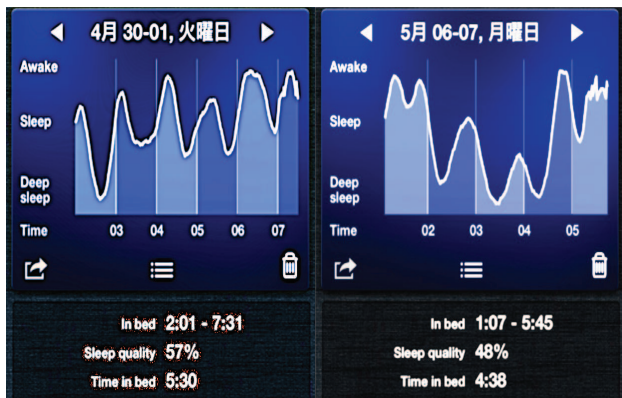 4月 30-01, 火曜日
Awake
Sleep
Deep
sleep
Time 03 04 05 06 07
In bed 2:01 - 7:31
Sleep quality 57%
Time in bed 5:30
5月 06-07, 月曜日
Awake
Sleep
Deep
sleep
Time 02 03 04 05
In bed 1:07 - 5:45
Sleep quality 48%
Time in bed 4:38